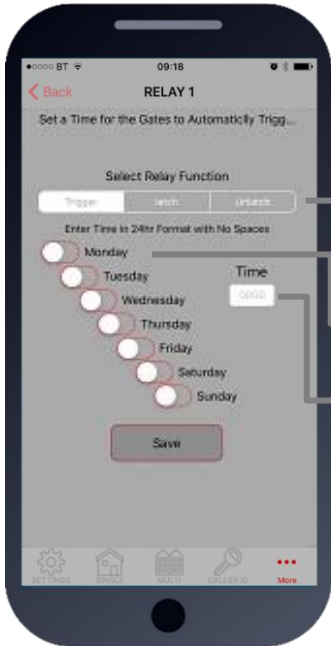 BT 09:18
Back RELAY 1
Set a Time for the Gates to Automaticlly Trigg...
Select Relay Function
Trigger latch Unlatch
Enter Time in 24hr Format with No Spaces
Monday
Tuesday
Time
Wednesday
0000
Thursday
Friday
Saturday
Sunday
Save
SETTINGS SINGLE MULTI CALLER ID More